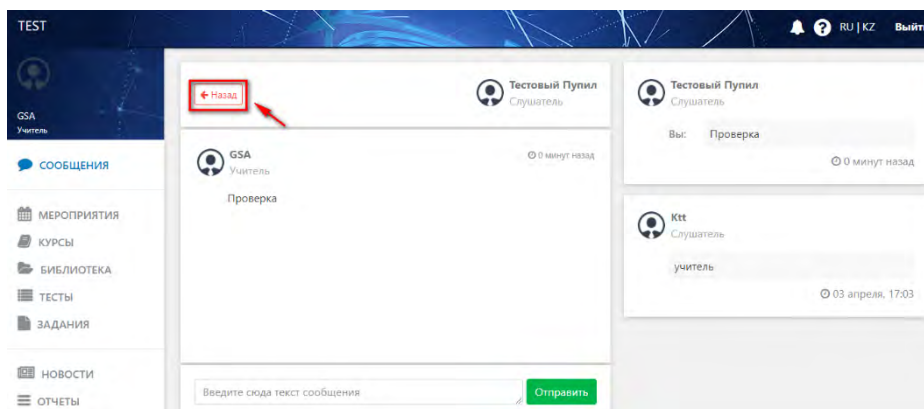 TEST
RU | KZ Выйти
GSA
Учитель
СООБЩЕНИЯ
МЕРОПРИЯТИЯ
КУРСЫ
БИБЛИОТЕКА
ТЕСТЫ
ЗАДАНИЯ
НОВОСТИ
ОТЧЕТЫ
Назад
Тестовый Пупил
Слушатель
GSA
Учитель
0 минут назад
Проверка
Введите сюда текст сообщения
Отправить
Тестовый Пупил
Слушатель
Вы: Проверка
0 минут назад
Ktt
Слушатель
учитель
03 апреля, 17:03